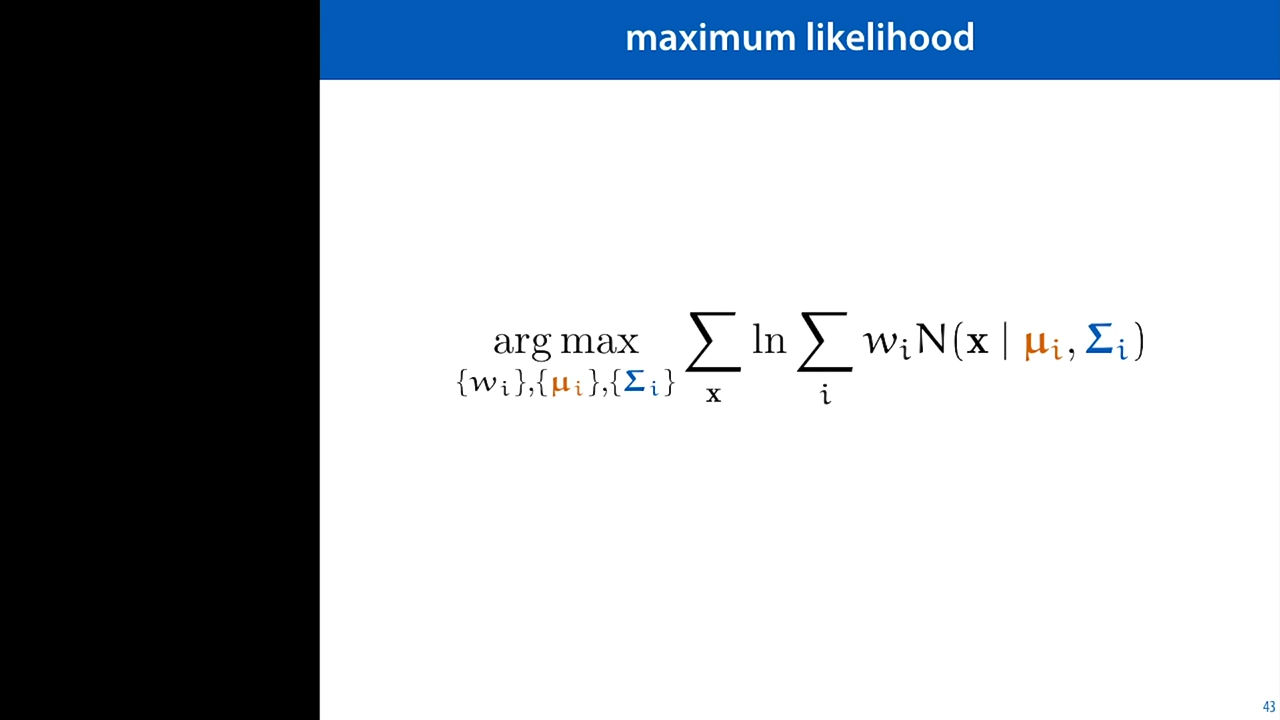 maximum likelihood
arg max ∑ ln ∑ wᵢN(x | μᵢ, Σᵢ)
{wᵢ},{μᵢ},{Σᵢ} x i
43